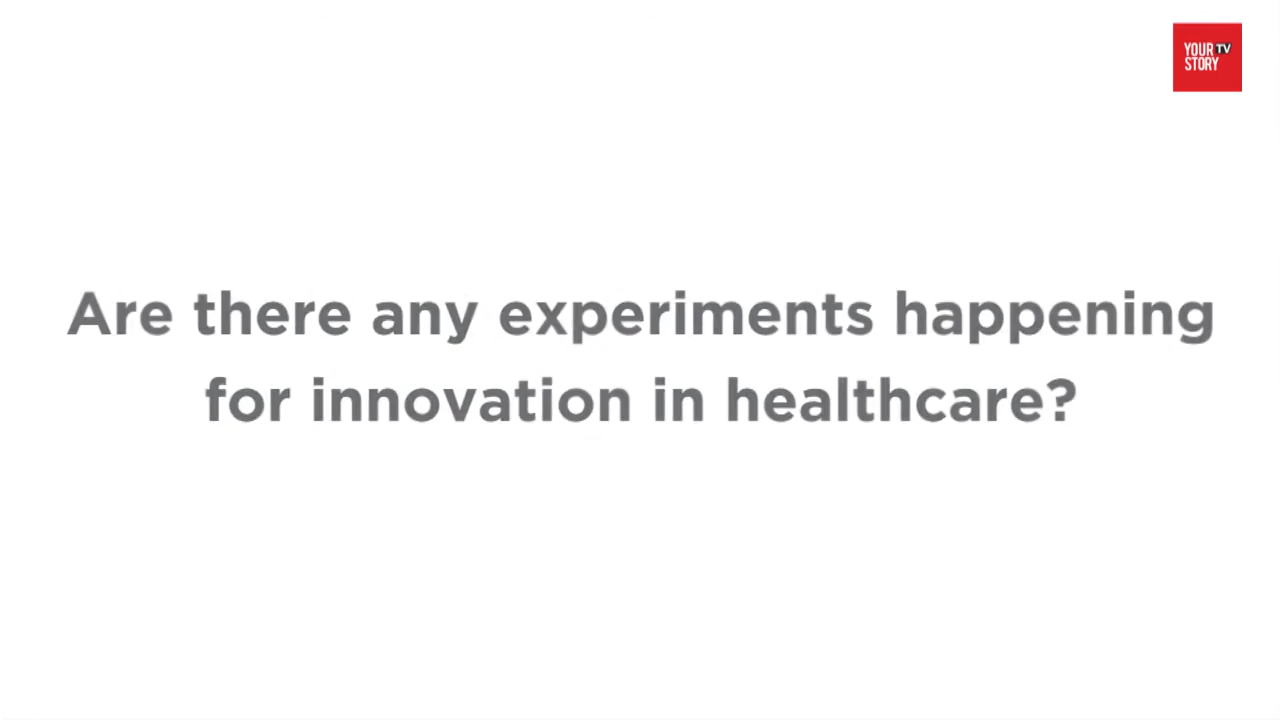 YOUR TV
STORY
Are there any experiments happening
for innovation in healthcare?